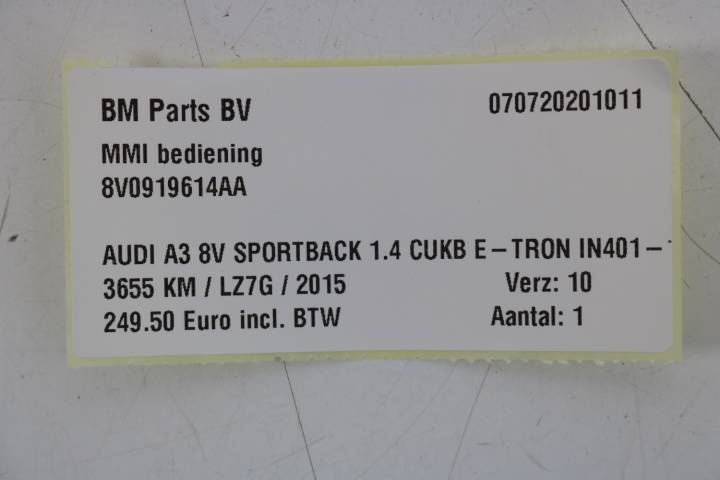 BM Parts BV 070720201011
MMI bediening
8V0919614AA
AUDI A3 8V SPORTBACK 1.4 CUKB E-TRON IN401-
3655 KM / LZ7G / 2015 Verz: 10
249.50 Euro incl. BTW Aantal: 1